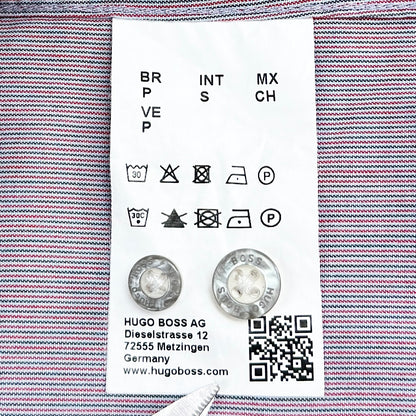 BR INT MX
P S CH
VE
P
30 P
30C P
BOSS HUGO BOSS
HUGO BOSS AG
Dieselstrasse 12
72555 Metzingen
Germany
www.hugoboss.com